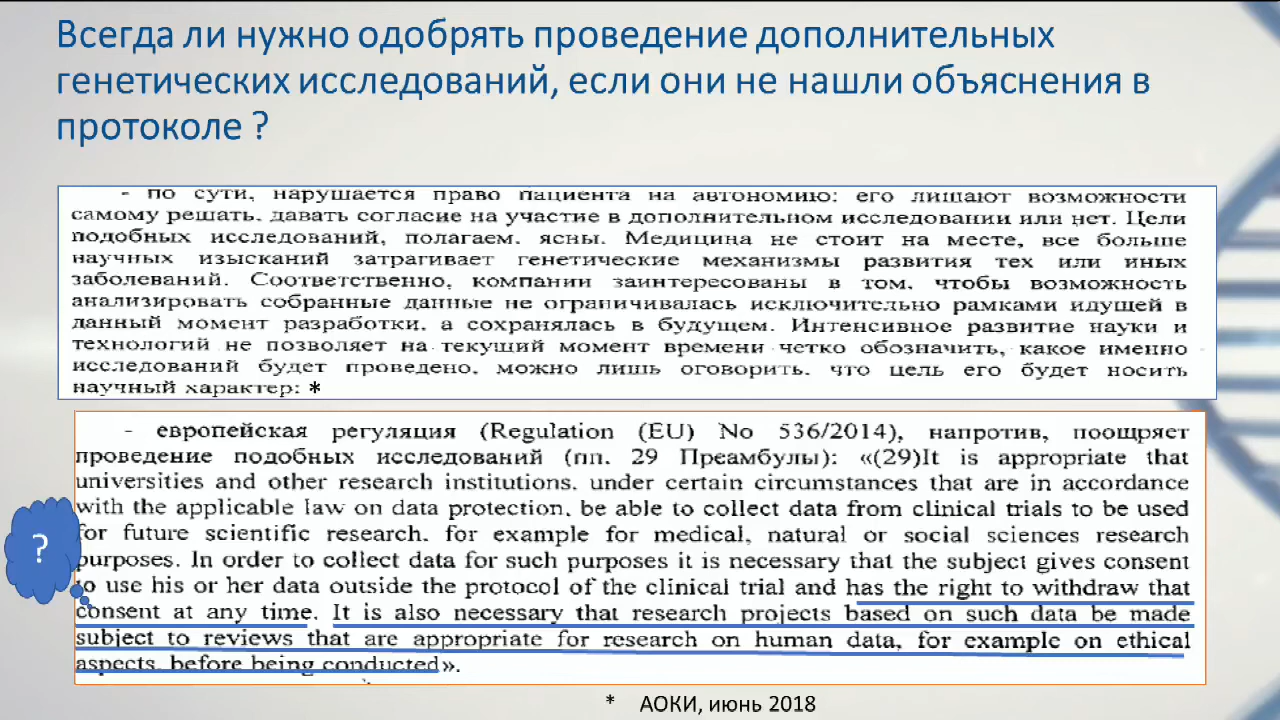 Всегда ли нужно одобрять проведение дополнительных
генетических исследований, если они не нашли объяснения в
протоколе ?
- по сути, нарушается право пациента на автономию: его лишают возможности
самому решать, давать согласие на участие в дополнительном исследовании или нет. Цели
подобных исследований, полагаем, ясны. Медицина не стоит на месте, все больше
научных изысканий затрагивает генетические механизмы развития тех или иных
заболеваний. Соответственно, компании заинтересованы в том, чтобы возможность
анализировать собранные данные не ограничивалась исключительно рамками идущей в
данный момент разработки, а сохранялась в будущем. Интенсивное развитие науки и
технологий не позволяет на текущий момент времени четко обозначить, какое именно
исследований будет проведено, можно лишь оговорить, что цель его будет носить
научный характер: *
- европейская регуляция (Regulation (EU) No 536/2014), напротив, поощряет
проведение подобных исследований (пп. 29 Преамбулы): «(29)It is appropriate that
universities and other research institutions, under certain circumstances that are in accordance
with the applicable law on data protection, be able to collect data from clinical trials to be used
for future scientific research, for example for medical, natural or social sciences research
purposes. In order to collect data for such purposes it is necessary that the subject gives consent
?
to use his or her data outside the protocol of the clinical trial and has the right to withdraw that
consent at any time. It is also necessary that research projects based on such data be made
subject to reviews that are appropriate for research on human data, for example on ethical
aspects, before being conducted».
* АОКИ, июнь 2018